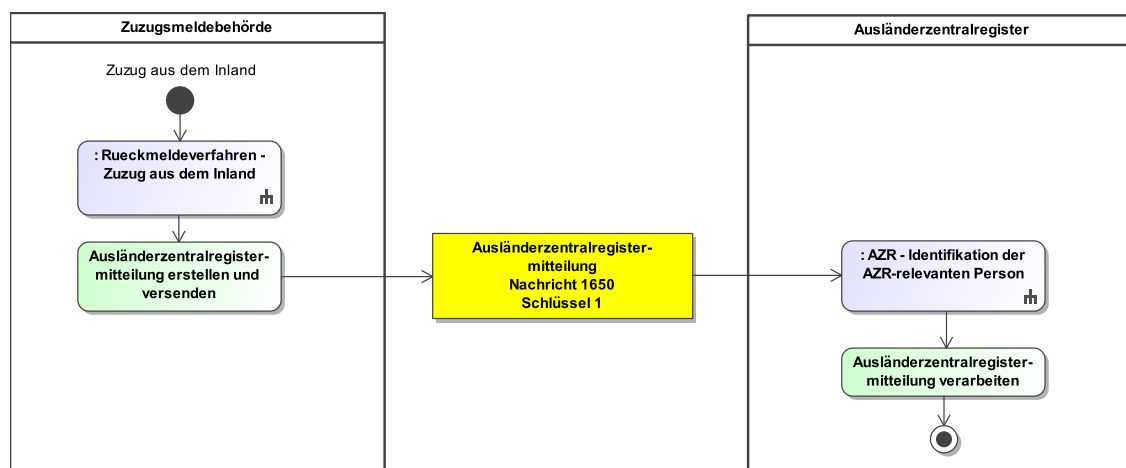 Zuzugsmeldebehörde
Zuzug aus dem Inland
: Rueckmeldeverfahren -
Zuzug aus dem Inland
Ausländerzentralregister-
mitteilung erstellen und
versenden
Ausländerzentralregister-
mitteilung
Nachricht 1650
Schlüssel 1
Ausländerzentralregister
: AZR - Identifikation der
AZR-relevanten Person
Ausländerzentralregister-
mitteilung verarbeiten